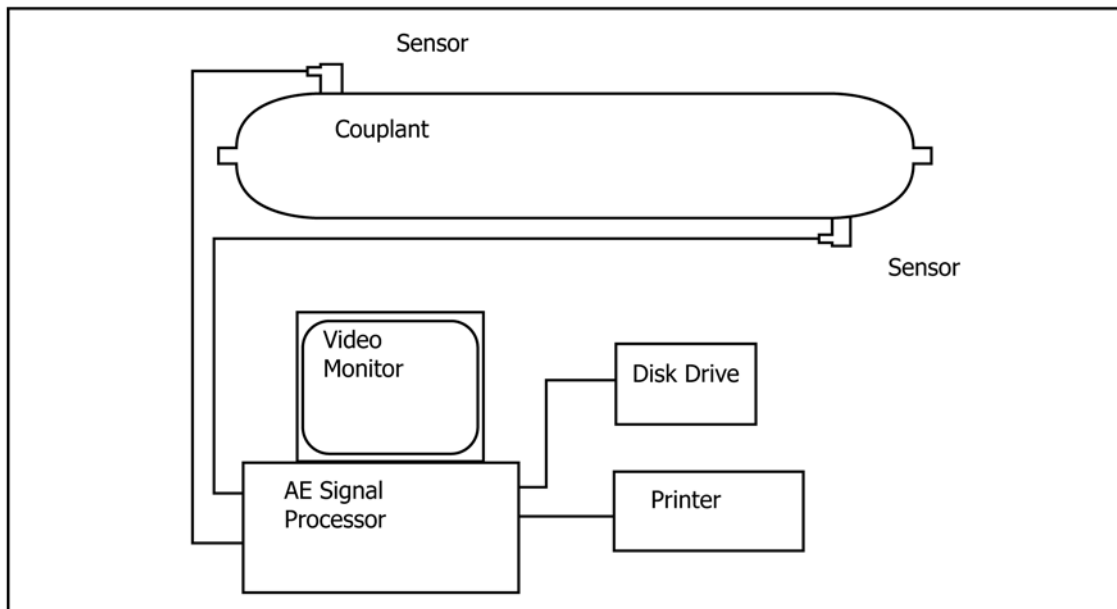 Sensor
Couplant
Sensor
Video
Monitor
Disk Drive
AE Signal
Processor
Printer